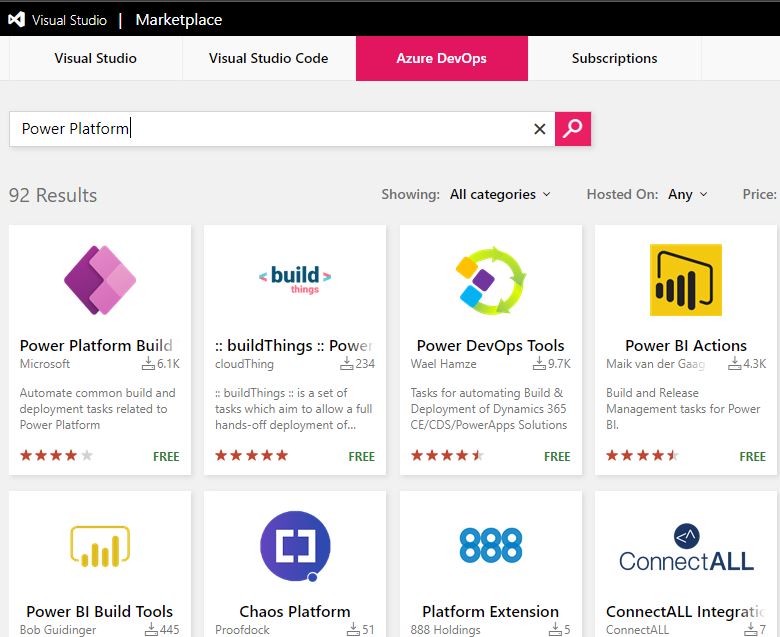 Visual Studio | Marketplace
Visual Studio Visual Studio Code Azure DevOps Subscriptions
Power Platform
92 Results Showing: All categories Hosted On: Any Price:
< build >
things
Power Platform Build
Microsoft 6.1K
Automate common build and
deployment tasks related to
Power Platform
FREE
:: buildThings :: Power
cloudThing 234
:: buildThings :: is a set of
tasks which aim to allow a full
hands-off deployment of...
FREE
Power DevOps Tools
Wael Hamze 9.7K
Tasks for automating Build &
Deployment of Dynamics 365
CE/CDS/PowerApps Solutions
FREE
Power BI Actions
Maik van der Gaag 4.3K
Build and Release
Management tasks for Power
BI.
FREE
Power BI Build Tools
Bob Guidinger 445
Chaos Platform
Proofdock 51
888
Platform Extension
888 Holdings 5
ConnectALL
ConnectALL Integratio
ConnectALL 7